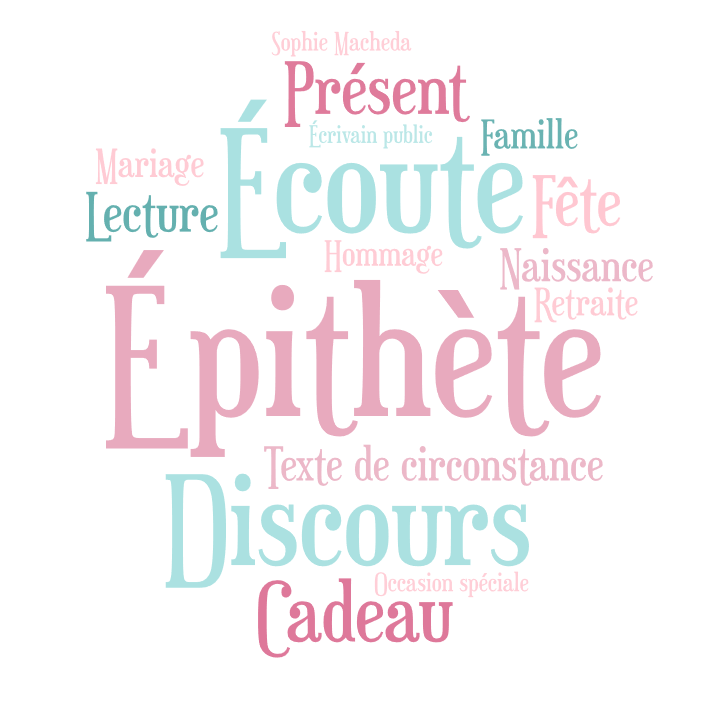 Sophie Macheda
Présent
Écrivain public
Famille
Mariage
Écoute
Lecture
Fête
Hommage
Naissance
Retraite
Épithète
Texte de circonstance
Discours
Occasion spéciale
Cadeau